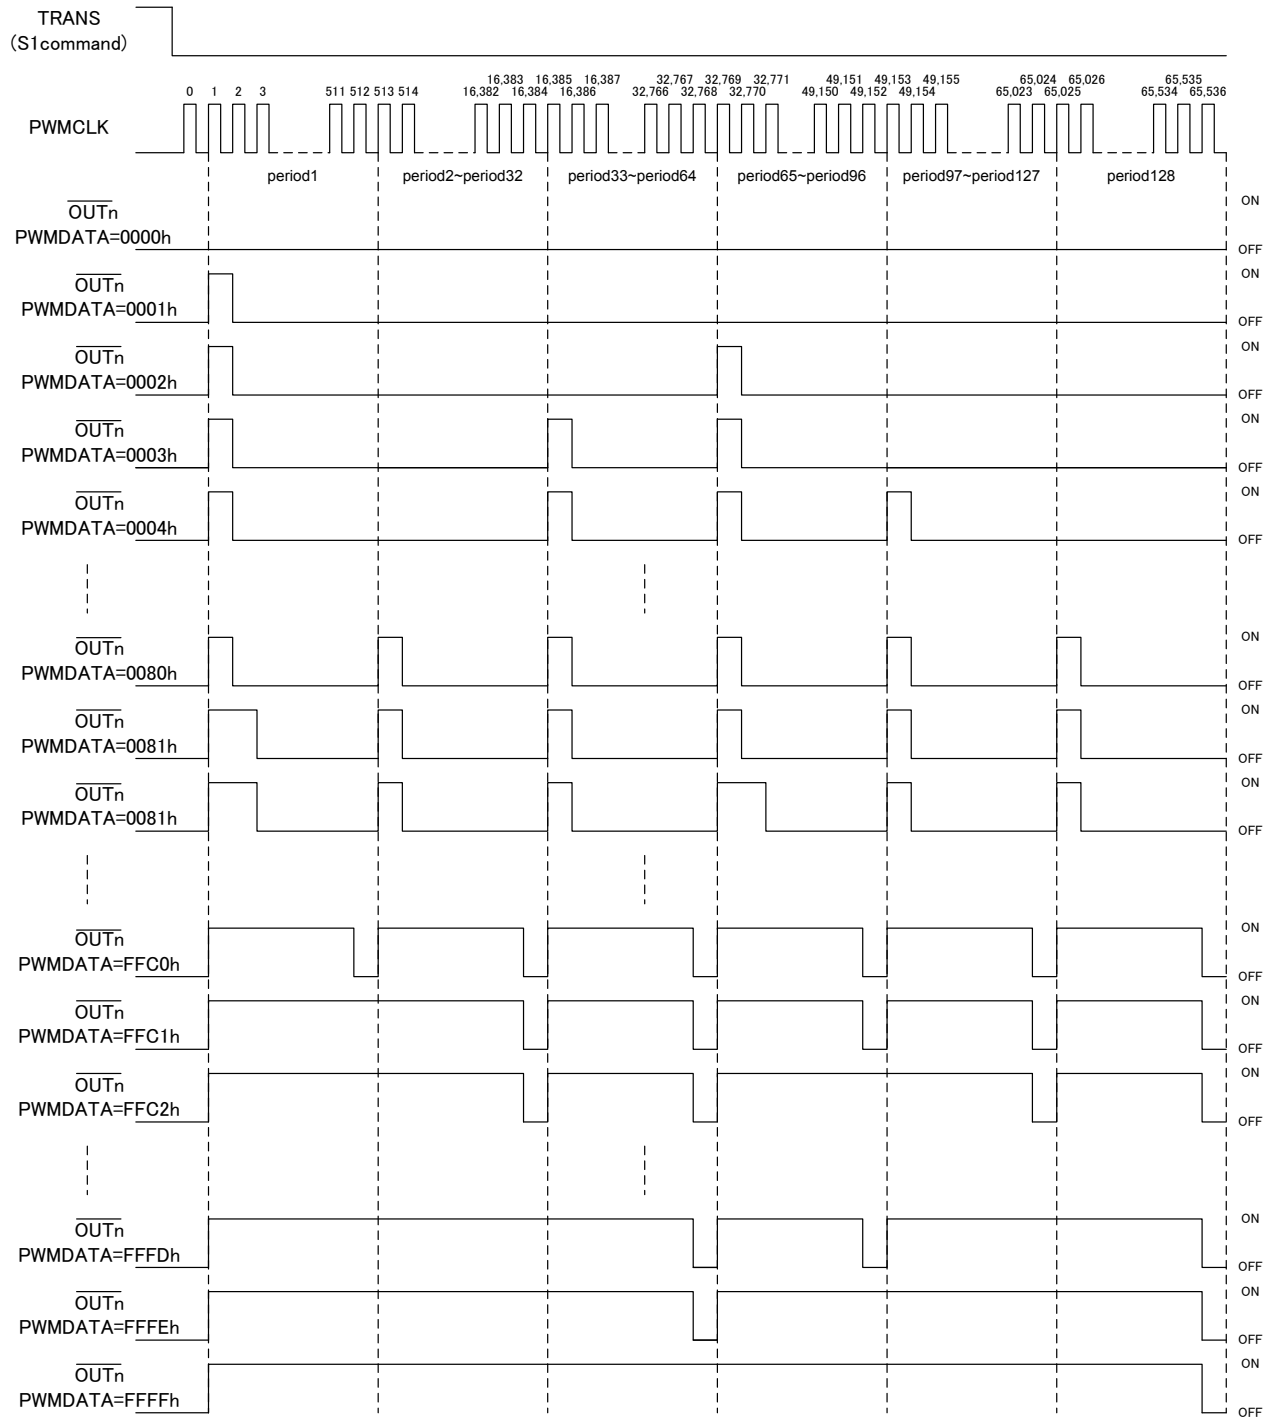 TRANS
(S1command)
16,383 16,385 16,387 32,767 32,769 32,771 49,151 49,153 49,155 65,024 65,026 65,535
0 1 2 3 511 512 513 514 16,382 16,384 16,386 32,766 32,768 32,770 49,150 49,152 49,154 65,023 65,025 65,534 65,536
PWMCLK
period1 period2~period32 period33~period64 period65~period96 period97~period127 period128
ON
OUTn
PWMDATA=0000h
OFF
ON
OUTn
PWMDATA=0001h
OFF
ON
OUTn
PWMDATA=0002h
OFF
ON
OUTn
PWMDATA=0003h
OFF
ON
OUTn
PWMDATA=0004h
OFF
ON
OUTn
PWMDATA=0080h
OFF
ON
OUTn
PWMDATA=0081h
OFF
ON
OUTn
PWMDATA=0081h
OFF
ON
OUTn
PWMDATA=FFC0h
OFF
ON
OUTn
PWMDATA=FFC1h
OFF
ON
OUTn
PWMDATA=FFC2h
OFF
ON
OUTn
PWMDATA=FFFDh
OFF
ON
OUTn
PWMDATA=FFFEh
OFF
ON
OUTn
PWMDATA=FFFFh
OFF